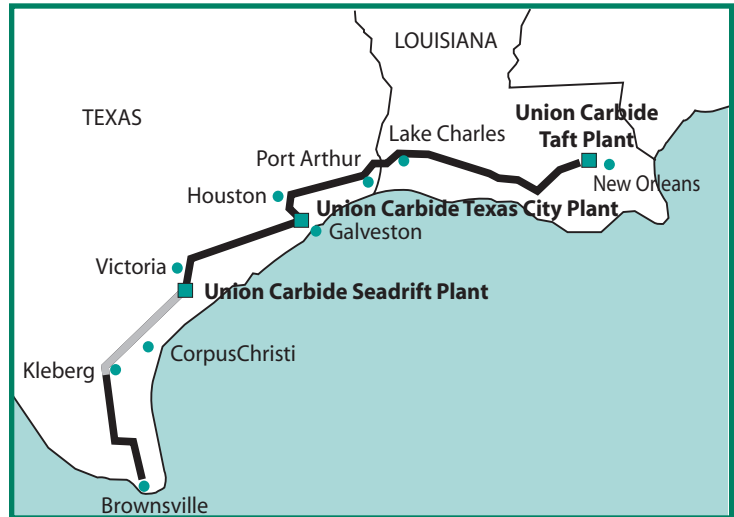 LOUISIANA
TEXAS
Union Carbide
Taft Plant
Lake Charles
Port Arthur
New Orleans
Houston
Union Carbide Texas City Plant
Galveston
Victoria
Union Carbide Seadrift Plant
CorpusChristi
Kleberg
Brownsville